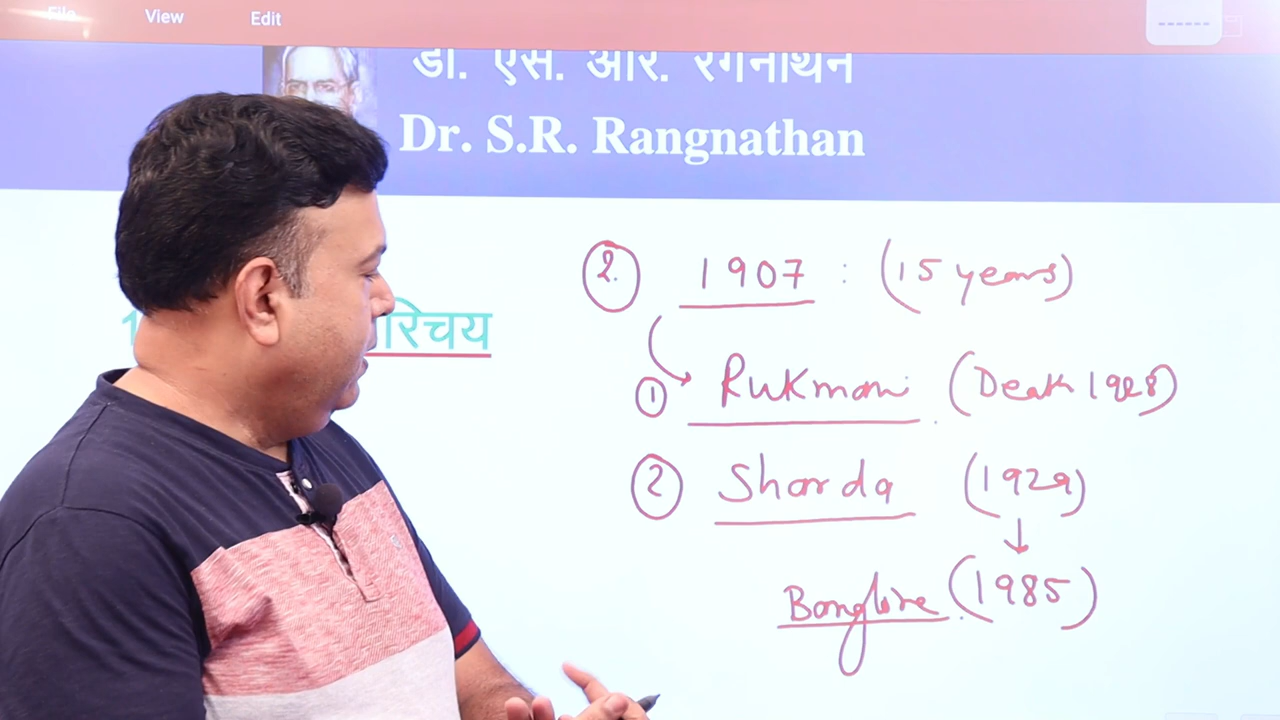 File View Edit
डॉ. एस. आर. रंगनाथन
Dr. S.R. Rangnathan
2. 1907 : (15 years)
1 रिचय
1 Rukmani (Death 1928)
2 Sharda (1929)
Banglore (1985)